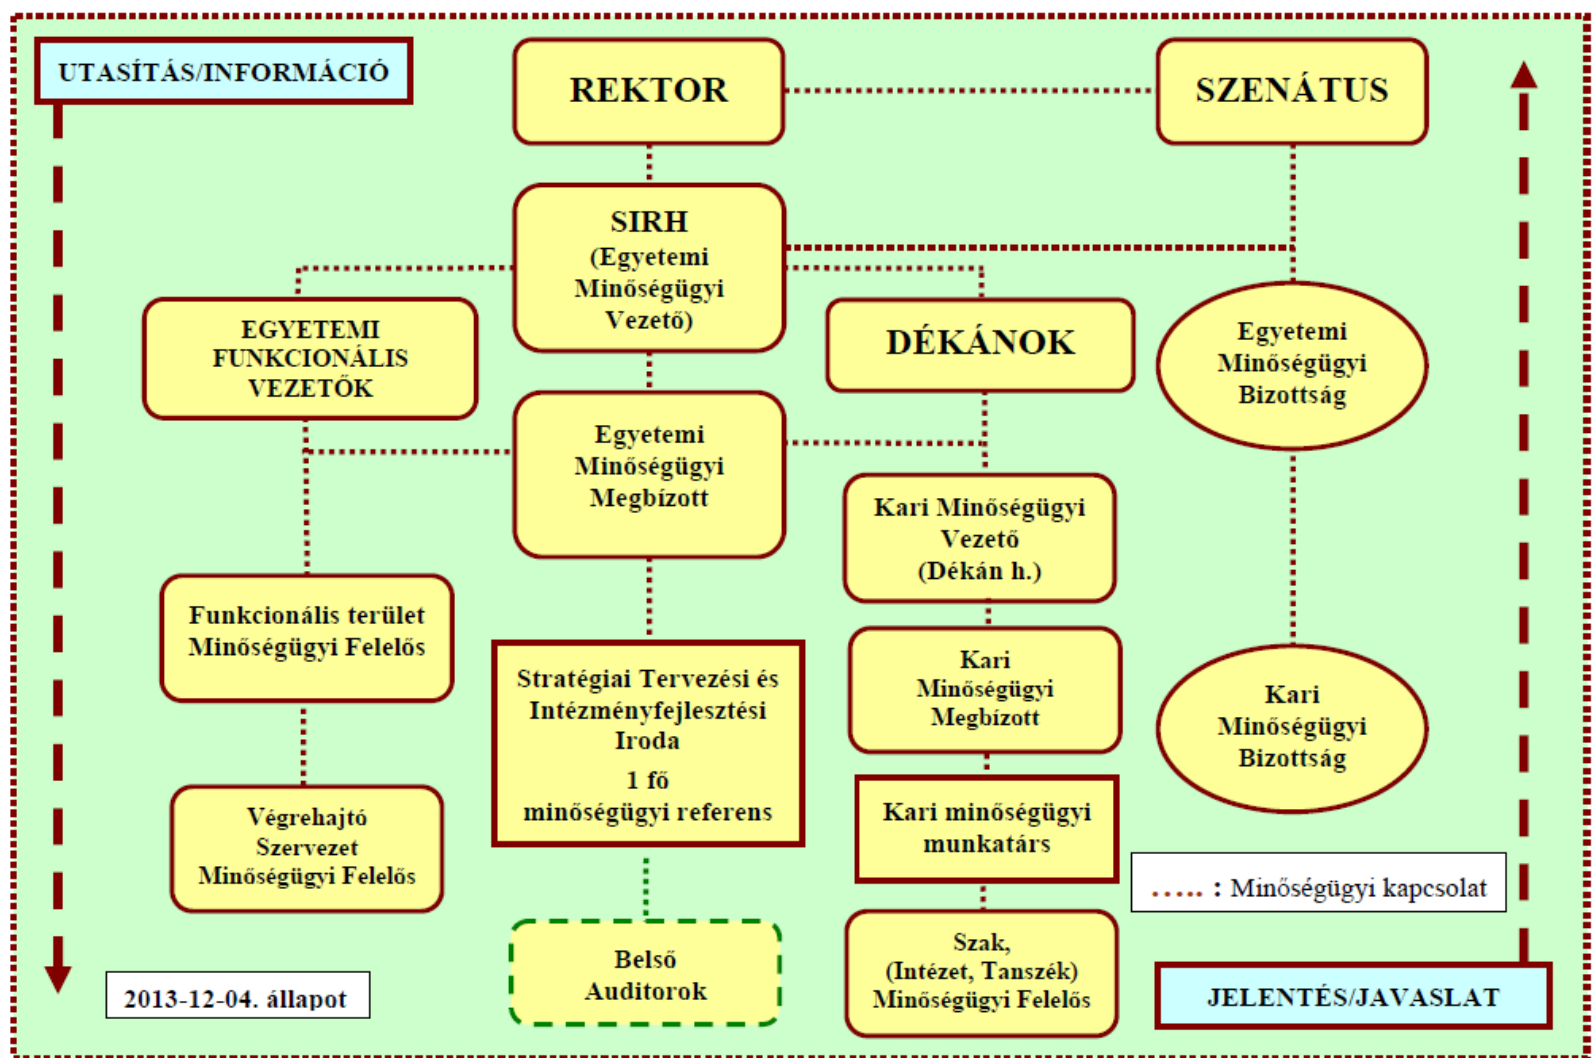 UTASÍTÁS/INFORMÁCIÓ
REKTOR
SZENÁTUS
SIRH
(Egyetemi
Minőségügyi
Vezető)
EGYETEMI
FUNKCIONÁLIS
VEZETŐK
DÉKÁNOK
Egyetemi
Minőségügyi
Bizottság
Egyetemi
Minőségügyi
Megbízott
Kari Minőségügyi
Vezető
(Dékán h.)
Funkcionális terület
Minőségügyi Felelős
Stratégiai Tervezési és
Intézményfejlesztési
Iroda
1 fő
minőségügyi referens
Kari
Minőségügyi
Megbízott
Kari
Minőségügyi
Bizottság
Végrehajtó
Szervezet
Minőségügyi Felelős
Kari minőségügyi
munkatárs
..... : Minőségügyi kapcsolat
Belső
Auditorok
Szak,
(Intézet, Tanszék)
Minőségügyi Felelős
2013-12-04. állapot
JELENTÉS/JAVASLAT